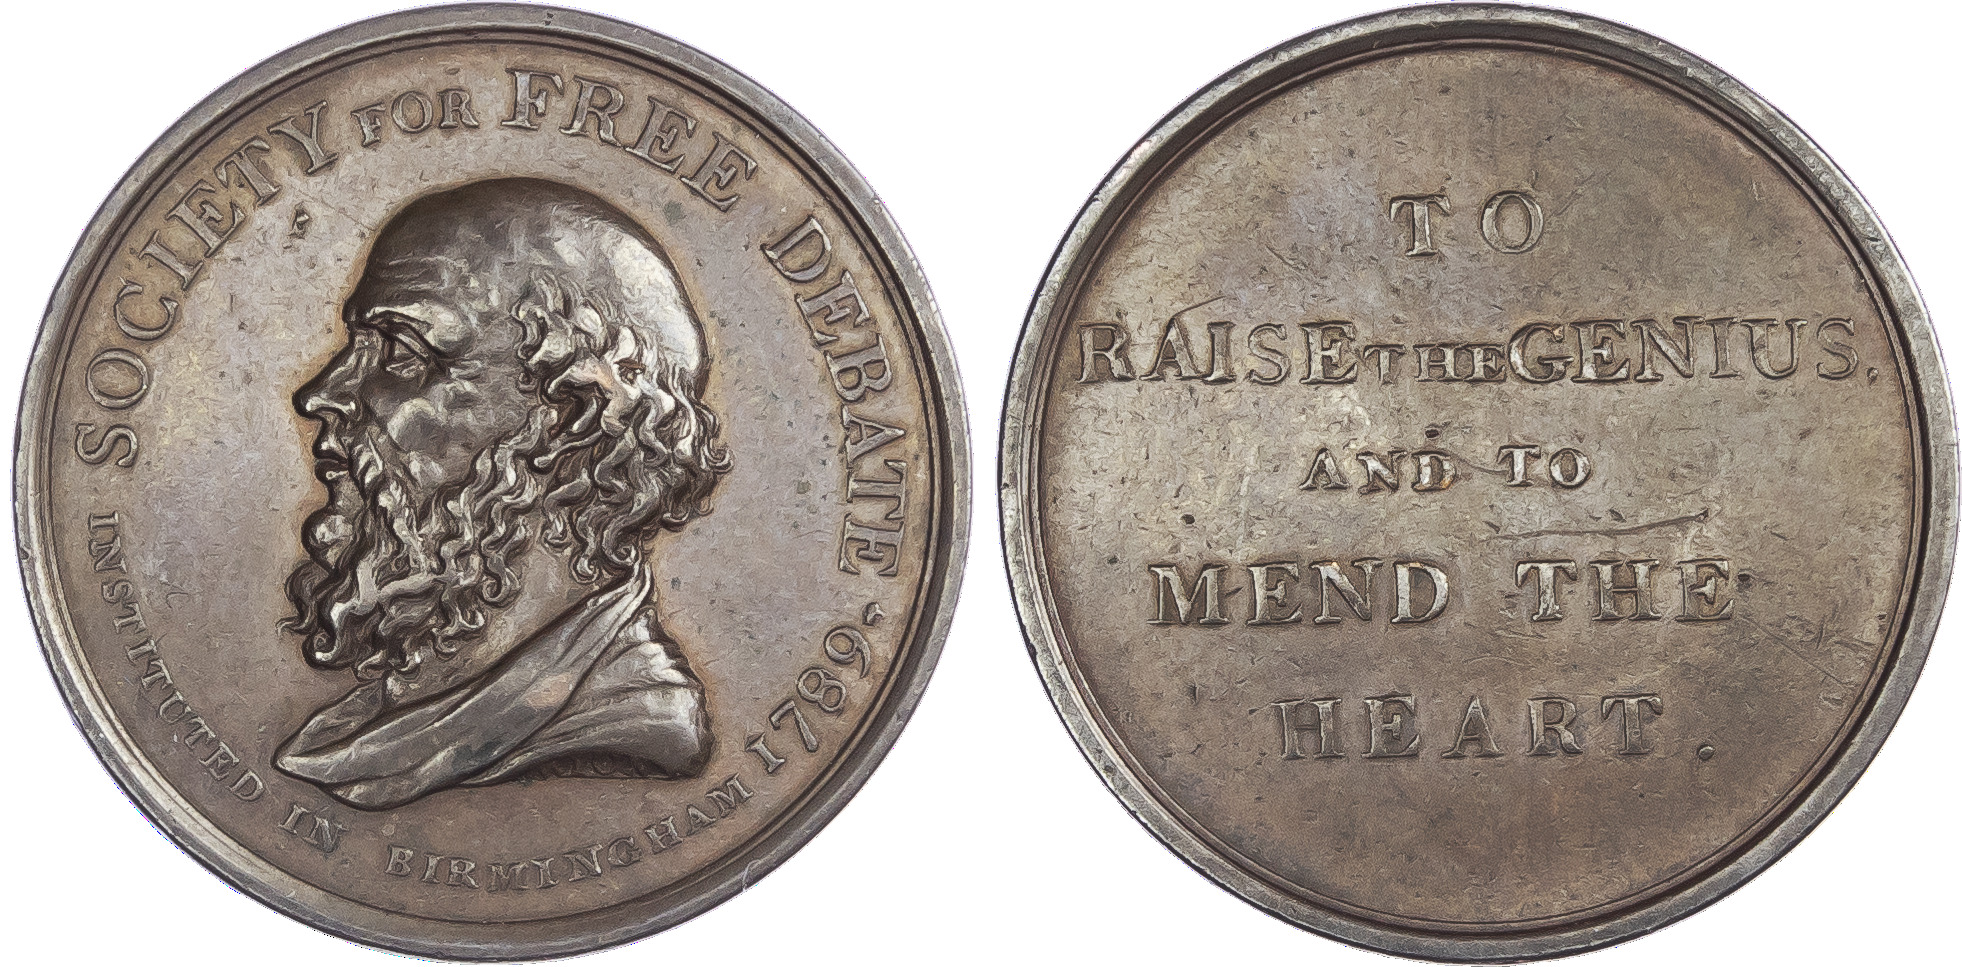 SOCIETY FOR FREE DEBATE
INSTITUTED IN BIRMINGHAM 1789
TO
RAISE THE GENIUS.
AND TO
MEND THE
HEART.